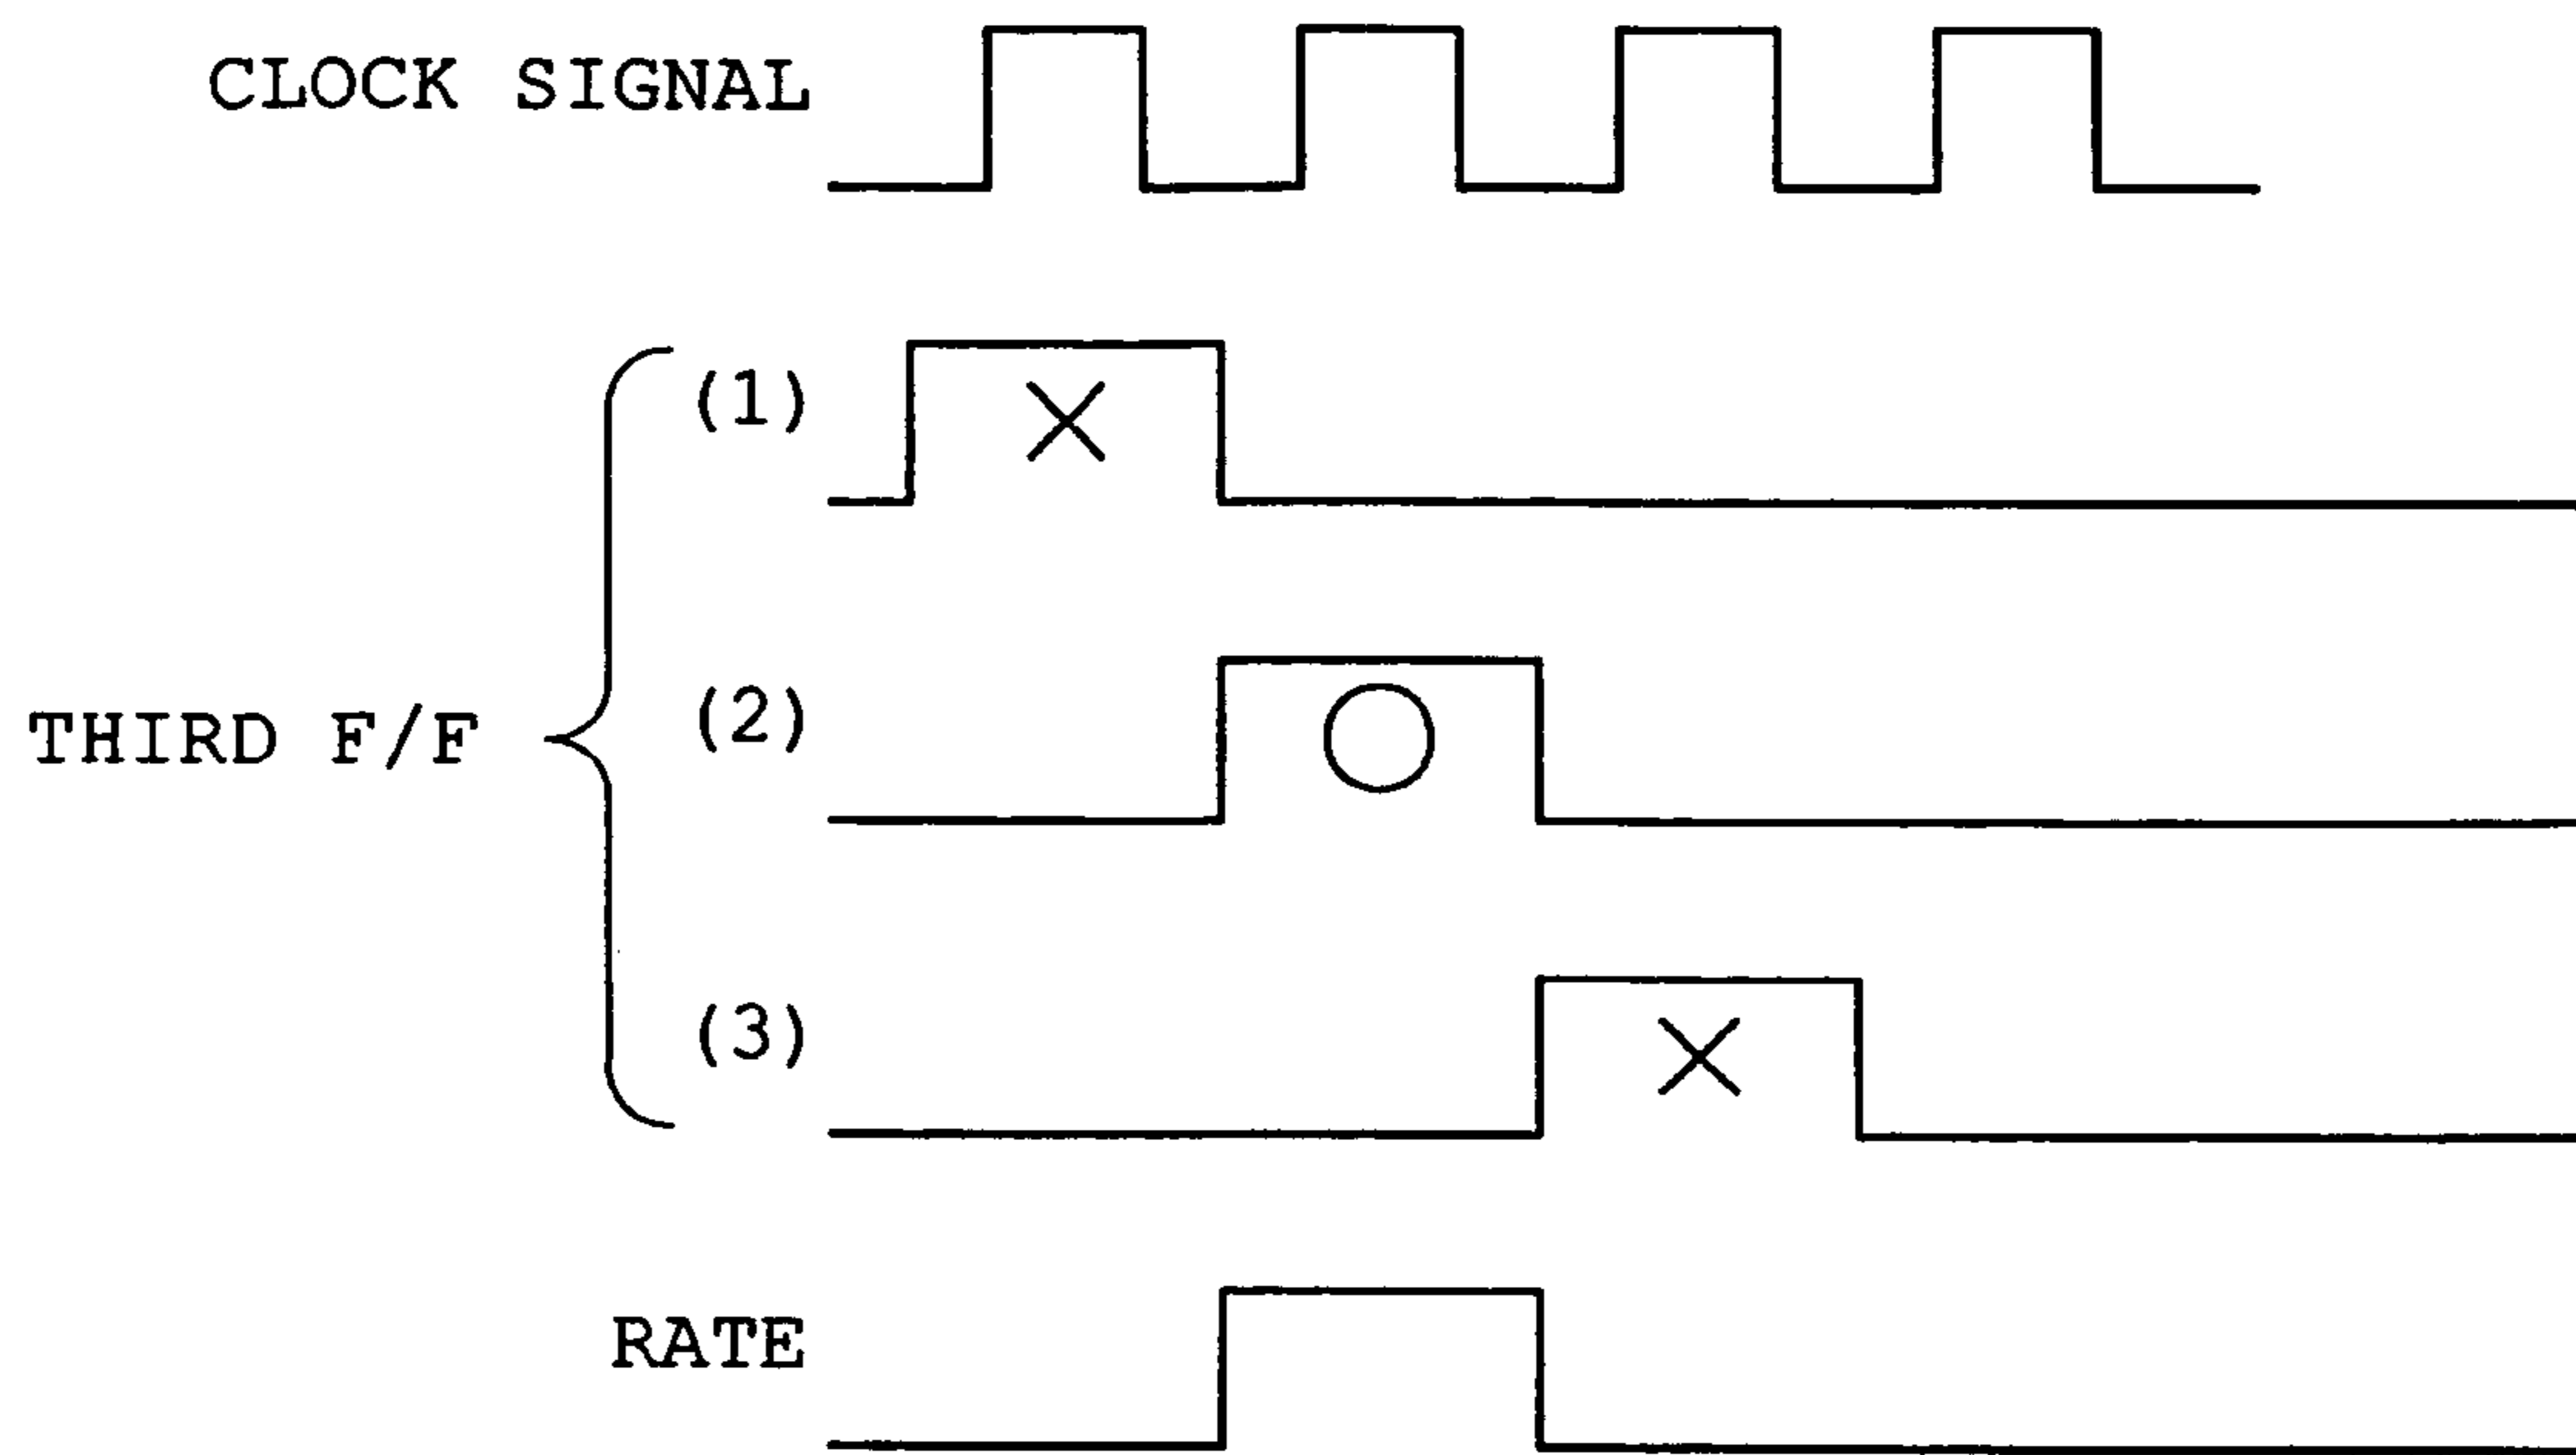 CLOCK SIGNAL
(1)
THIRD F/F
(2)
(3)
RATE